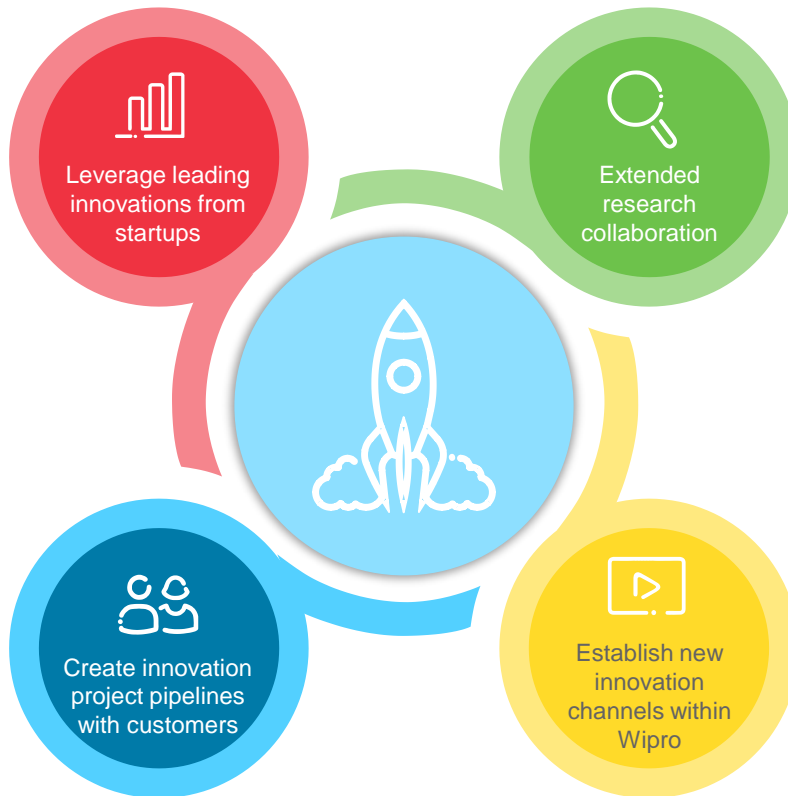 Leverage leading
innovations from
startups
Extended
research
collaboration
Create innovation
project pipelines
with customers
Establish new
innovation
channels within
Wipro